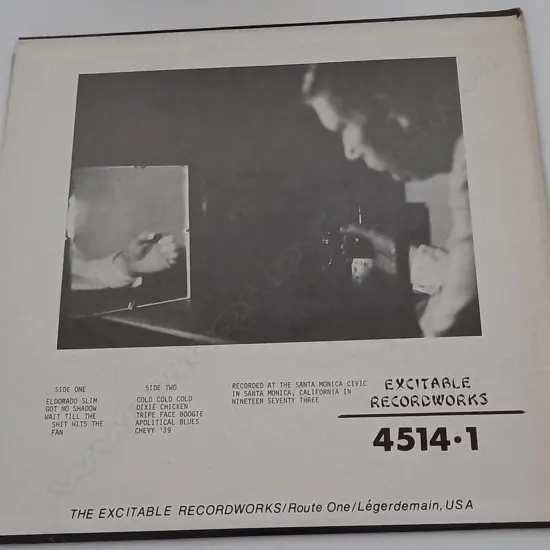 SIDE ONE
ELDORADO SLIM
GOT NO SHADOW
WAIT TILL THE
SHIT HITS THE
FAN
SIDE TWO
COLD COLD COLD
DIXIE CHICKEN
TRIPE FACE BOOGIE
APOLITICAL BLUES
CHEVY '39
RECORDED AT THE SANTA MONICA CIVIC
IN SANTA MONICA, CALIFORNIA IN
NINETEEN SEVENTY THREE
EXCITABLE
RECORDWORKS
4514·1
THE EXCITABLE RECORDWORKS/Route One/Légerdemain, USA